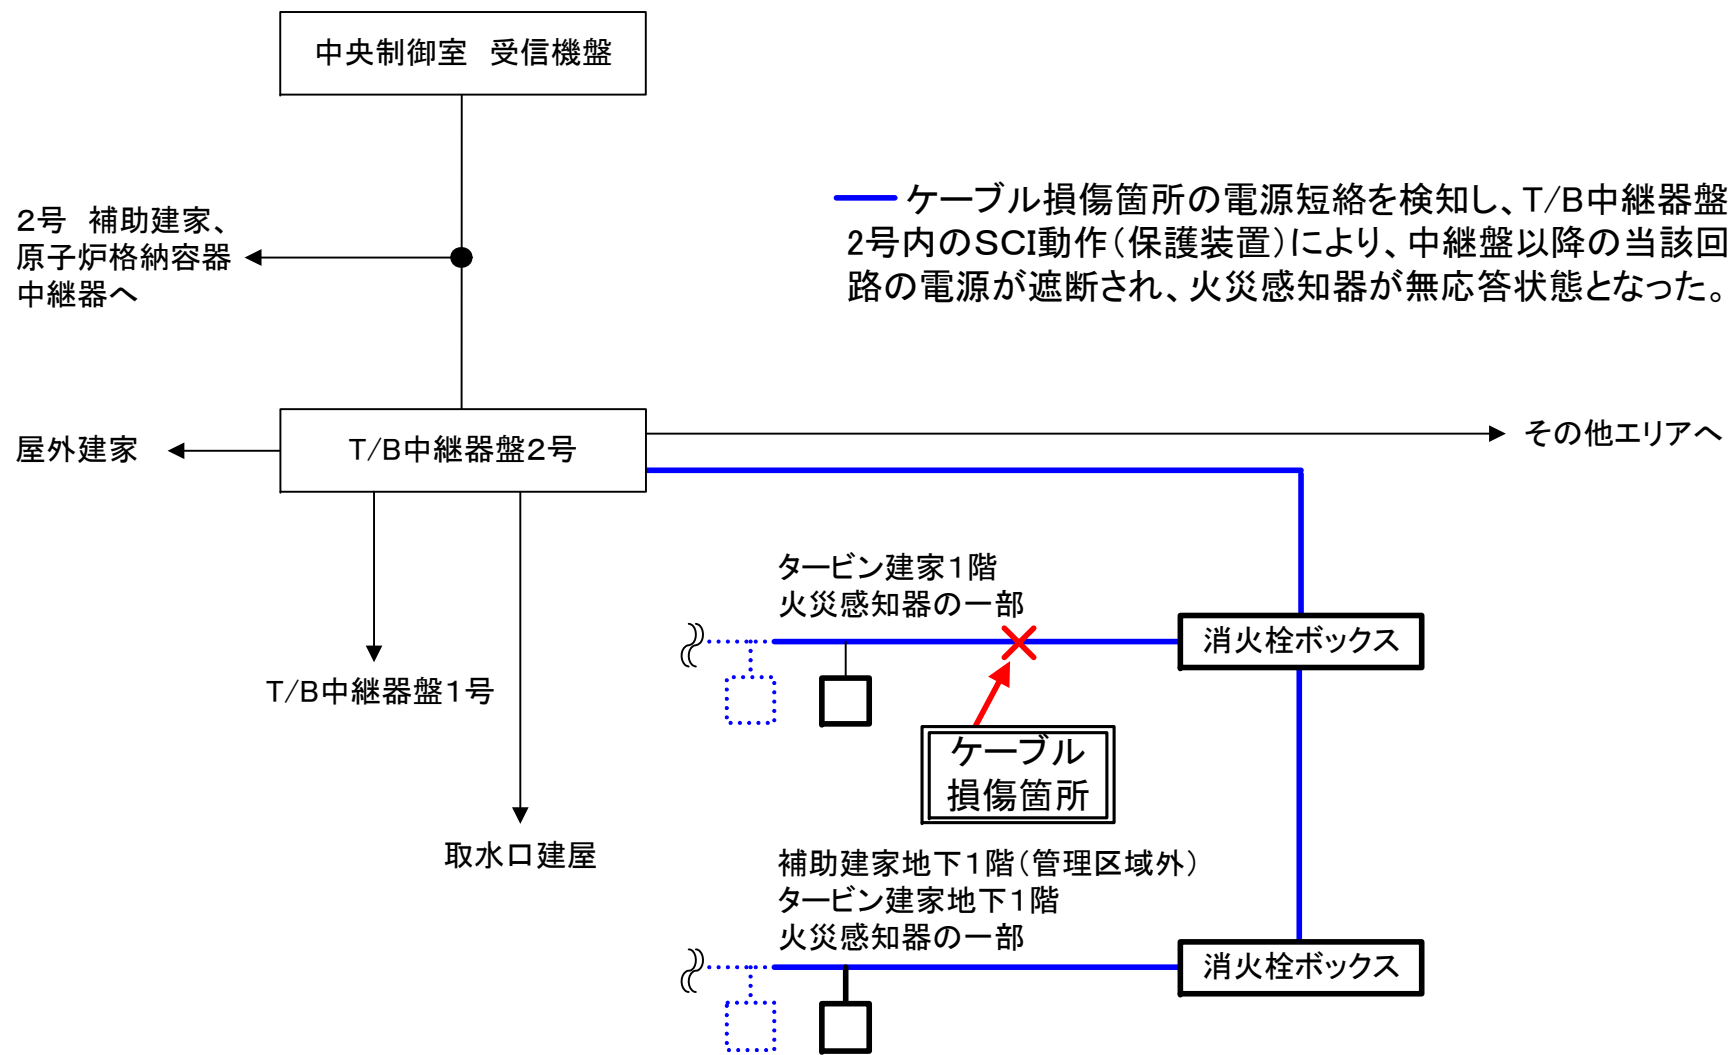 中央制御室　受信機盤
2号　補助建家、
原子炉格納容器
中継器へ
ケーブル損傷箇所の電源短絡を検知し、T/B中継器盤
2号内のSCI動作(保護装置)により、中継盤以降の当該回
路の電源が遮断され、火災感知器が無応答状態となった。
屋外建家
T/B中継器盤2号
その他エリアへ
タービン建家1階
火災感知器の一部
消火栓ボックス
T/B中継器盤1号
ケーブル
損傷箇所
取水口建屋
補助建家地下1階(管理区域外)
タービン建家地下1階
火災感知器の一部
消火栓ボックス